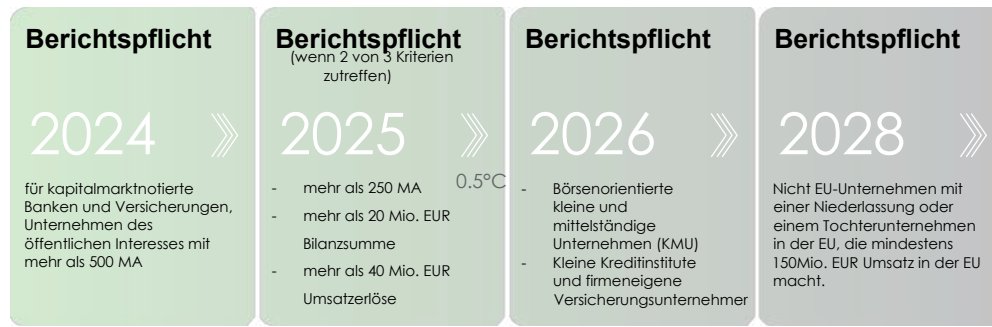 Berichtspflicht
2024
für kapitalmarktnotierte
Banken und Versicherungen,
Unternehmen des
öffentlichen Interesses mit
mehr als 500 MA
Berichtspflicht
(wenn 2 von 3 Kriterien
zutreffen)
2025
- mehr als 250 MA
- mehr als 20 Mio. EUR
Bilanzsumme
- mehr als 40 Mio. EUR
Umsatzerlöse
0.5°C
Berichtspflicht
2026
- Börsenorientierte
kleine und
mittelständige
Unternehmen (KMU)
- Kleine Kreditinstitute
und firmeneigene
Versicherungsunternehmer
Berichtspflicht
2028
Nicht EU-Unternehmen mit
einer Niederlassung oder
einem Tochterunternehmen
in der EU, die mindestens
150Mio. EUR Umsatz in der EU
macht.